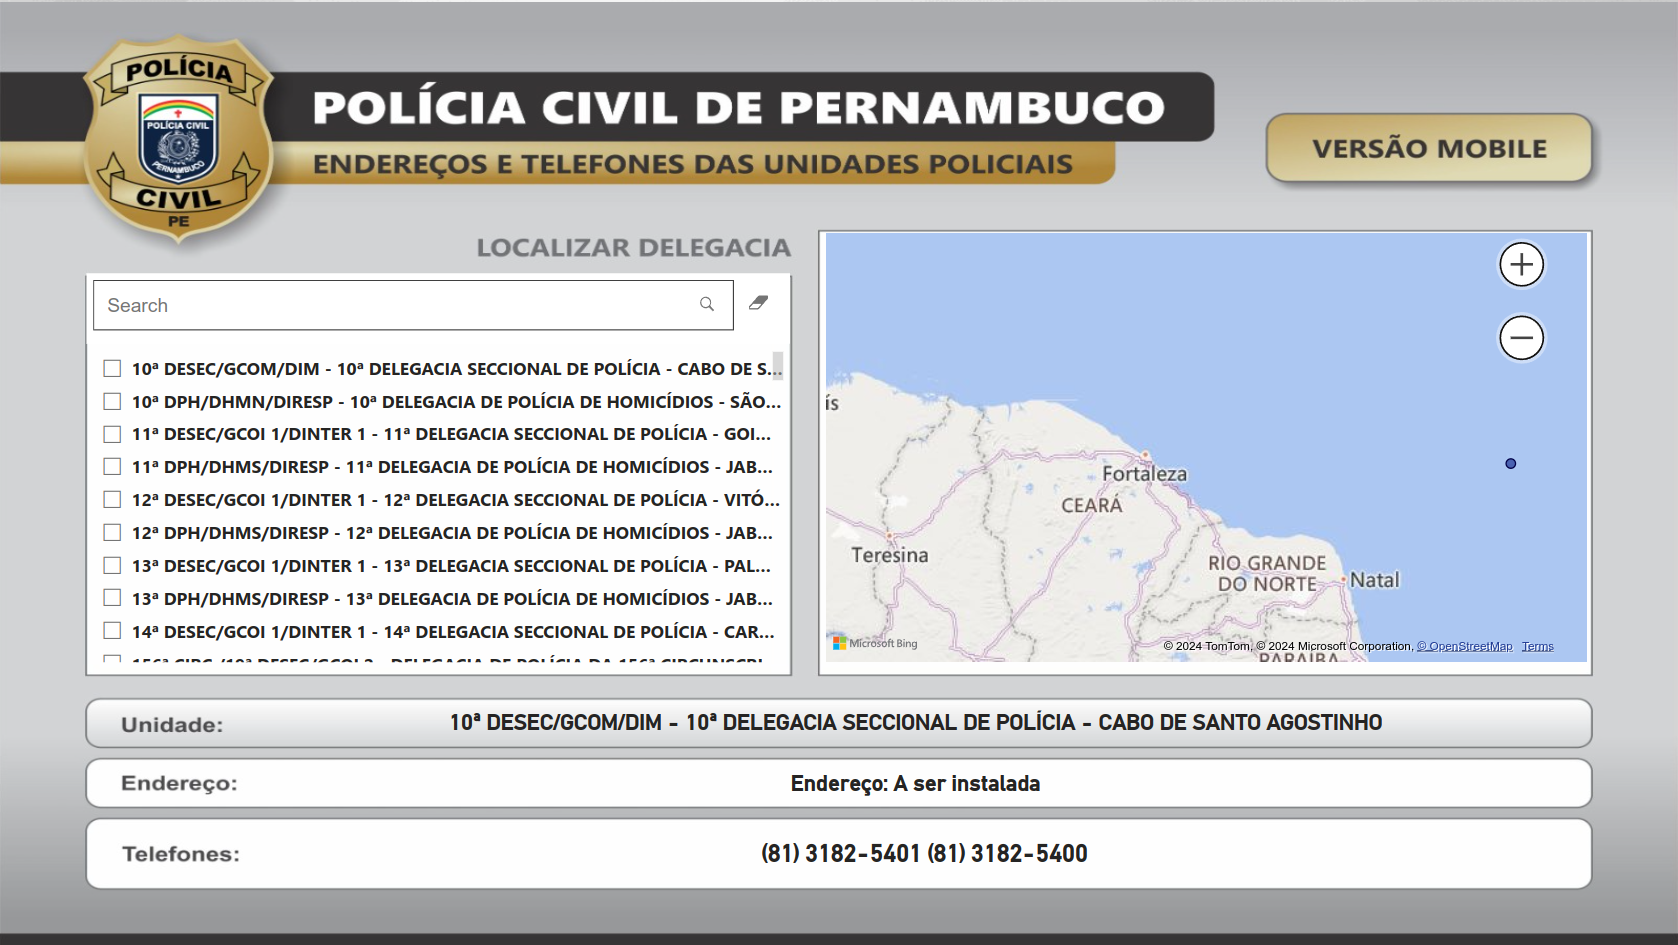 POLÍCIA
POLÍCIA CIVIL
PERNAMBUCO
CIVIL
PE
POLÍCIA CIVIL DE PERNAMBUCO
ENDEREÇOS E TELEFONES DAS UNIDADES POLICIAIS
VERSÃO MOBILE
LOCALIZAR DELEGACIA
Search
10ª DESEC/GCOM/DIM - 10ª DELEGACIA SECCIONAL DE POLÍCIA - CABO DE S...
10ª DPH/DHMN/DIRESP - 10ª DELEGACIA DE POLÍCIA DE HOMICÍDIOS - SÃO...
11ª DESEC/GCOI 1/DINTER 1 - 11ª DELEGACIA SECCIONAL DE POLÍCIA - GOI...
11ª DPH/DHMS/DIRESP - 11ª DELEGACIA DE POLÍCIA DE HOMICÍDIOS - JAB...
12ª DESEC/GCOI 1/DINTER 1 - 12ª DELEGACIA SECCIONAL DE POLÍCIA - VITÓ...
12ª DPH/DHMS/DIRESP - 12ª DELEGACIA DE POLÍCIA DE HOMICÍDIOS - JAB...
13ª DESEC/GCOI 1/DINTER 1 - 13ª DELEGACIA SECCIONAL DE POLÍCIA - PAL...
13ª DPH/DHMS/DIRESP - 13ª DELEGACIA DE POLÍCIA DE HOMICÍDIOS - JAB...
14ª DESEC/GCOI 1/DINTER 1 - 14ª DELEGACIA SECCIONAL DE POLÍCIA - CAR...
ís
Fortaleza
CEARÁ
Teresina
RIO GRANDE
DO NORTE
Natal
PARAÍBA
Microsoft Bing
© 2024 TomTom, © 2024 Microsoft Corporation, © OpenStreetMap Terms
Unidade: 10ª DESEC/GCOM/DIM - 10ª DELEGACIA SECCIONAL DE POLÍCIA - CABO DE SANTO AGOSTINHO
Endereço: Endereço: A ser instalada
Telefones: (81) 3182-5401 (81) 3182-5400